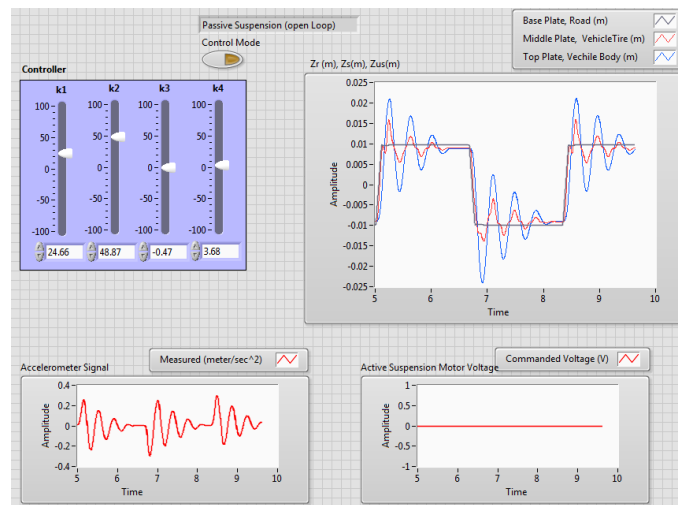 Passive Suspension (open Loop)
Control Mode
Base Plate, Road (m)
Middle Plate, VehicleTire (m)
Top Plate, Vechile Body (m)
Controller
k1 k2 k3 k4
100 100 100 100
50 50 50 50
0 0 0 0
-50 -50 -50 -50
-100 -100 -100 -100
24.66 48.87 -0.47 3.68
Zr (m), Zs(m), Zus(m)
Amplitude
0.025
0.02
0.015
0.01
0.005
0
-0.005
-0.01
-0.015
-0.02
-0.025
5 6 7 8 9 10
Time
Accelerometer Signal
Measured (meter/sec^2)
Amplitude
0.4
0.2
0
-0.2
-0.4
5 6 7 8 9 10
Time
Active Suspension Motor Voltage
Commanded Voltage (V)
Amplitude
1
0.5
0
-0.5
-1
5 6 7 8 9 10
Time